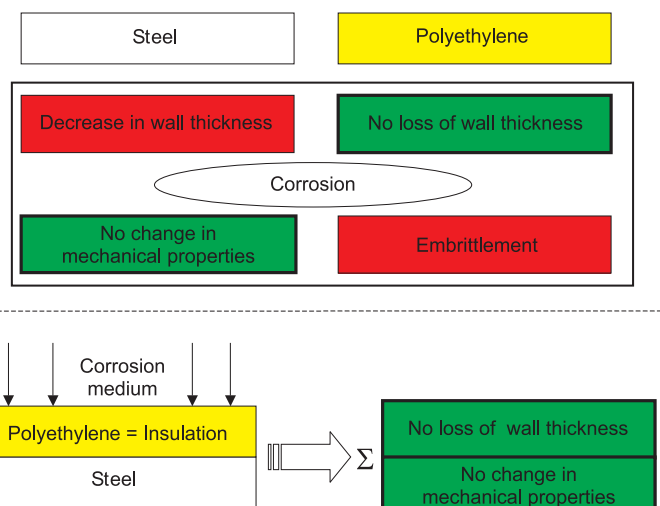 Steel
Polyethylene
Decrease in wall thickness
No loss of wall thickness
Corrosion
No change in
mechanical properties
Embrittlement
Corrosion
medium
Polyethylene = Insulation
Steel
Σ
No loss of wall thickness
No change in
mechanical properties